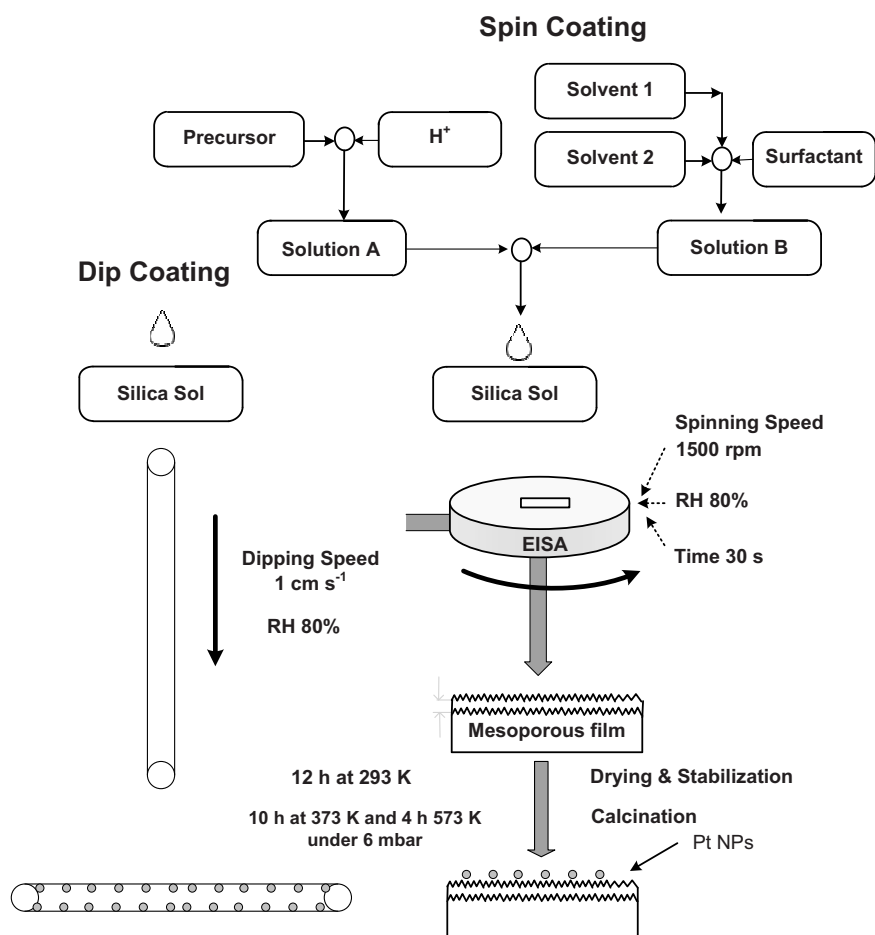 Spin Coating
Solvent 1
Precursor
H⁺
Solvent 2
Surfactant
Solution A
Solution B
Dip Coating
Silica Sol
Silica Sol
Spinning Speed
1500 rpm
RH 80%
EISA
Time 30 s
Dipping Speed
1 cm s⁻¹
RH 80%
Mesoporous film
12 h at 293 K
Drying & Stabilization
10 h at 373 K and 4 h 573 K
under 6 mbar
Calcination
Pt NPs